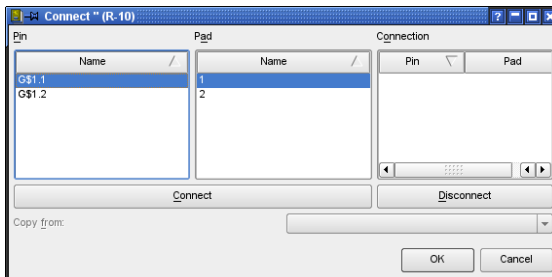 Connect '' (R-10)
Pin Pad Connection
Name Name Pin Pad
G$1.1 1
G$1.2 2
Connect Disconnect
Copy from:
OK Cancel